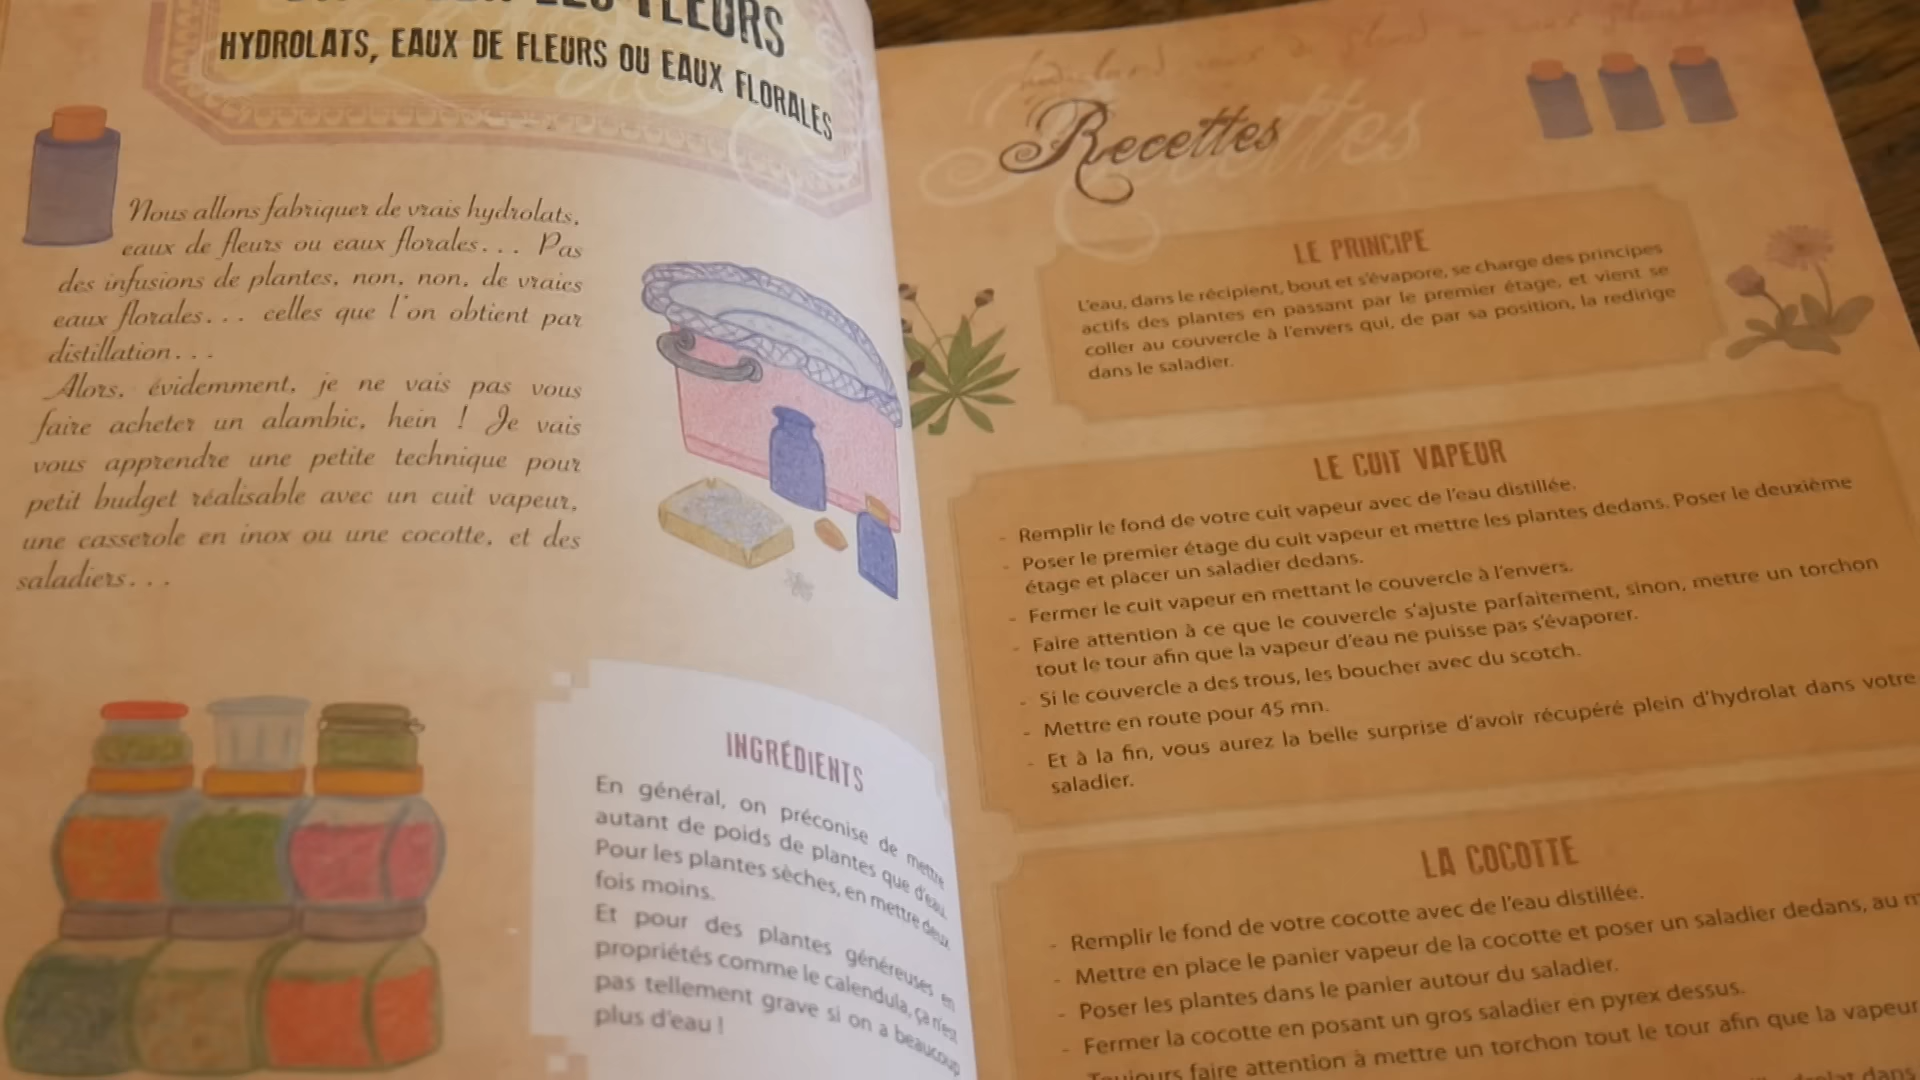 LES FLEURS
HYDROLATS, EAUX DE FLEURS OU EAUX FLORALES
Nous allons fabriquer de vrais hydrolats,
eaux de fleurs ou eaux florales... Pas
des infusions de plantes, non, non, de vraies
eaux florales... celles que l'on obtient par
distillation...
Alors, évidemment, je ne vais pas vous
faire acheter un alambic, hein ! Je vais
vous apprendre une petite technique pour
petit budget réalisable avec un cuit vapeur,
une casserole en inox ou une cocotte, et des
saladiers...
INGRÉDIENTS
En général, on préconise de mettre
autant de poids de plantes que d'eau.
Pour les plantes sèches, en mettre deux
fois moins.
Et pour des plantes généreuses en
propriétés comme le calendula, ça n'est
pas tellement grave si on a beaucoup
plus d'eau !
Recettes
LE PRINCIPE
L'eau, dans le récipient, bout et s'évapore, se charge des principes
actifs des plantes en passant par le premier étage, et vient se
coller au couvercle à l'envers qui, de par sa position, la redirige
dans le saladier.
LE CUIT VAPEUR
- Remplir le fond de votre cuit vapeur avec de l'eau distillée.
- Poser le premier étage du cuit vapeur et mettre les plantes dedans. Poser le deuxième
étage et placer un saladier dedans.
- Fermer le cuit vapeur en mettant le couvercle à l'envers.
- Faire attention à ce que le couvercle s'ajuste parfaitement, sinon, mettre un torchon
tout le tour afin que la vapeur d'eau ne puisse pas s'évaporer.
- Si le couvercle a des trous, les boucher avec du scotch.
- Mettre en route pour 45 mn.
- Et à la fin, vous aurez la belle surprise d'avoir récupéré plein d'hydrolat dans votre
saladier.
LA COCOTTE
- Remplir le fond de votre cocotte avec de l'eau distillée.
- Mettre en place le panier vapeur de la cocotte et poser un saladier dedans, au
- Poser les plantes dans le panier autour du saladier.
- Fermer la cocotte en posant un gros saladier en pyrex dessus.
- Toujours faire attention à mettre un torchon tout le tour afin que la vapeur